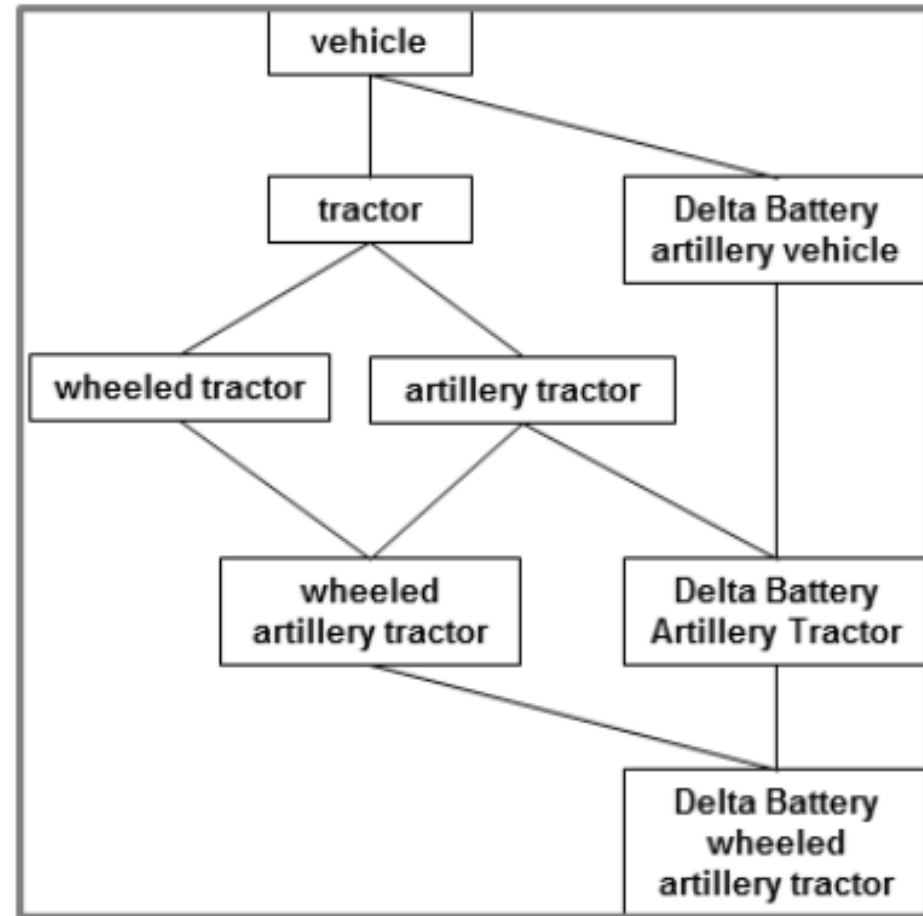 vehicle
tractor
Delta Battery
artillery vehicle
wheeled tractor
artillery tractor
wheeled
artillery tractor
Delta Battery
Artillery Tractor
Delta Battery
wheeled
artillery tractor